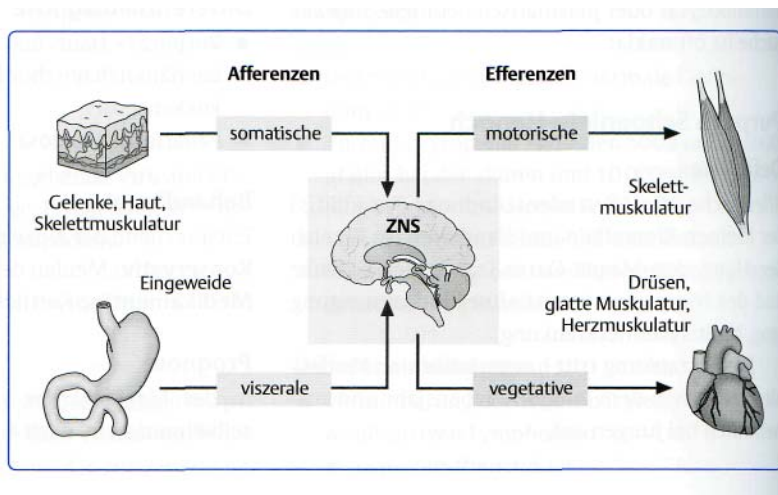 Afferenzen
Efferenzen
somatische
motorische
Gelenke, Haut,
Skelettmuskulatur
ZNS
Skelett-
muskulatur
Eingeweide
Drüsen,
glatte Muskulatur,
Herzmuskulatur
viszerale
vegetative